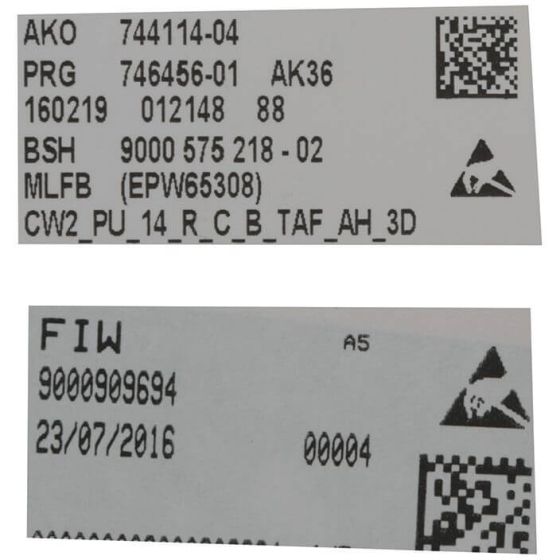 AKO 744114-04
PRG 746456-01 AK36
160219 012148 88
BSH 9000 575 218 - 02
MLFB (EPW65308)
CW2_PU_14_R_C_B_TAF_AH_3D
FIW A5
9000909694
23/07/2016 00004